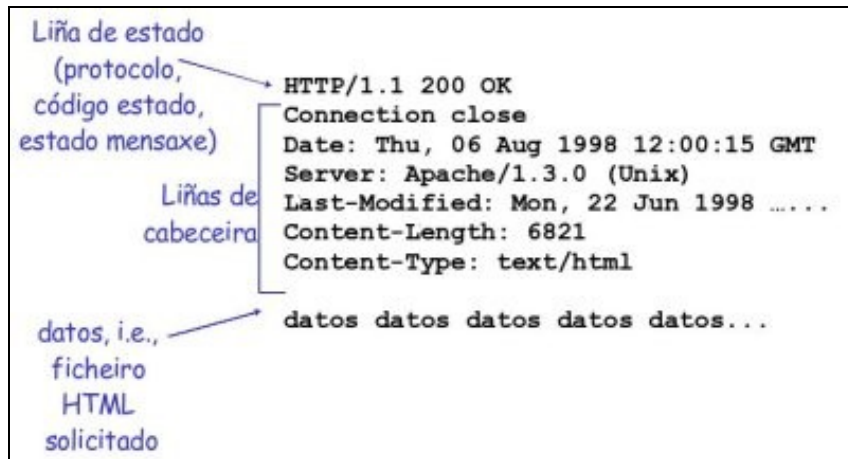 Liña de estado
(protocolo,
código estado,
estado mensaxe)
HTTP/1.1 200 OK
Connection close
Date: Thu, 06 Aug 1998 12:00:15 GMT
Server: Apache/1.3.0 (Unix)
Last-Modified: Mon, 22 Jun 1998 …...
Content-Length: 6821
Content-Type: text/html
Liñas de
cabeceira
datos datos datos datos datos...
datos, i.e.,
ficheiro
HTML
solicitado